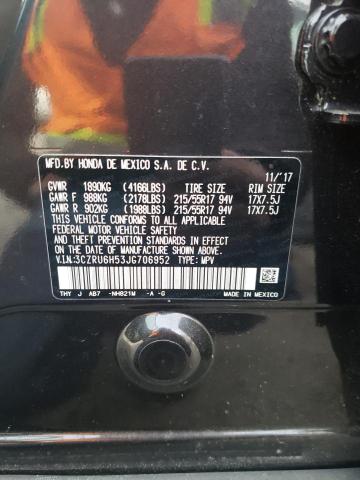 MFD.BY HONDA DE MEXICO S.A. DE C.V.
11/'17
GVWR 1890KG (4166LBS) TIRE SIZE RIM SIZE
GAWR F 988KG (2178LBS) 215/55R17 94V 17X7.5J
GAWR R 902KG (1988LBS) 215/55R17 94V 17X7.5J
THIS VEHICLE CONFORMS TO ALL APPLICABLE
FEDERAL MOTOR VEHICLE SAFETY, BUMPER,
AND THEFT PREVENTION STANDARDS IN EFFECT
ON THE DATE OF MANUFACTURE SHOWN ABOVE.
V.I.N:3CZRU6H53JG706952 TYPE: MPV
THY J AB7 -NH821M -A -G MADE IN MEXICO